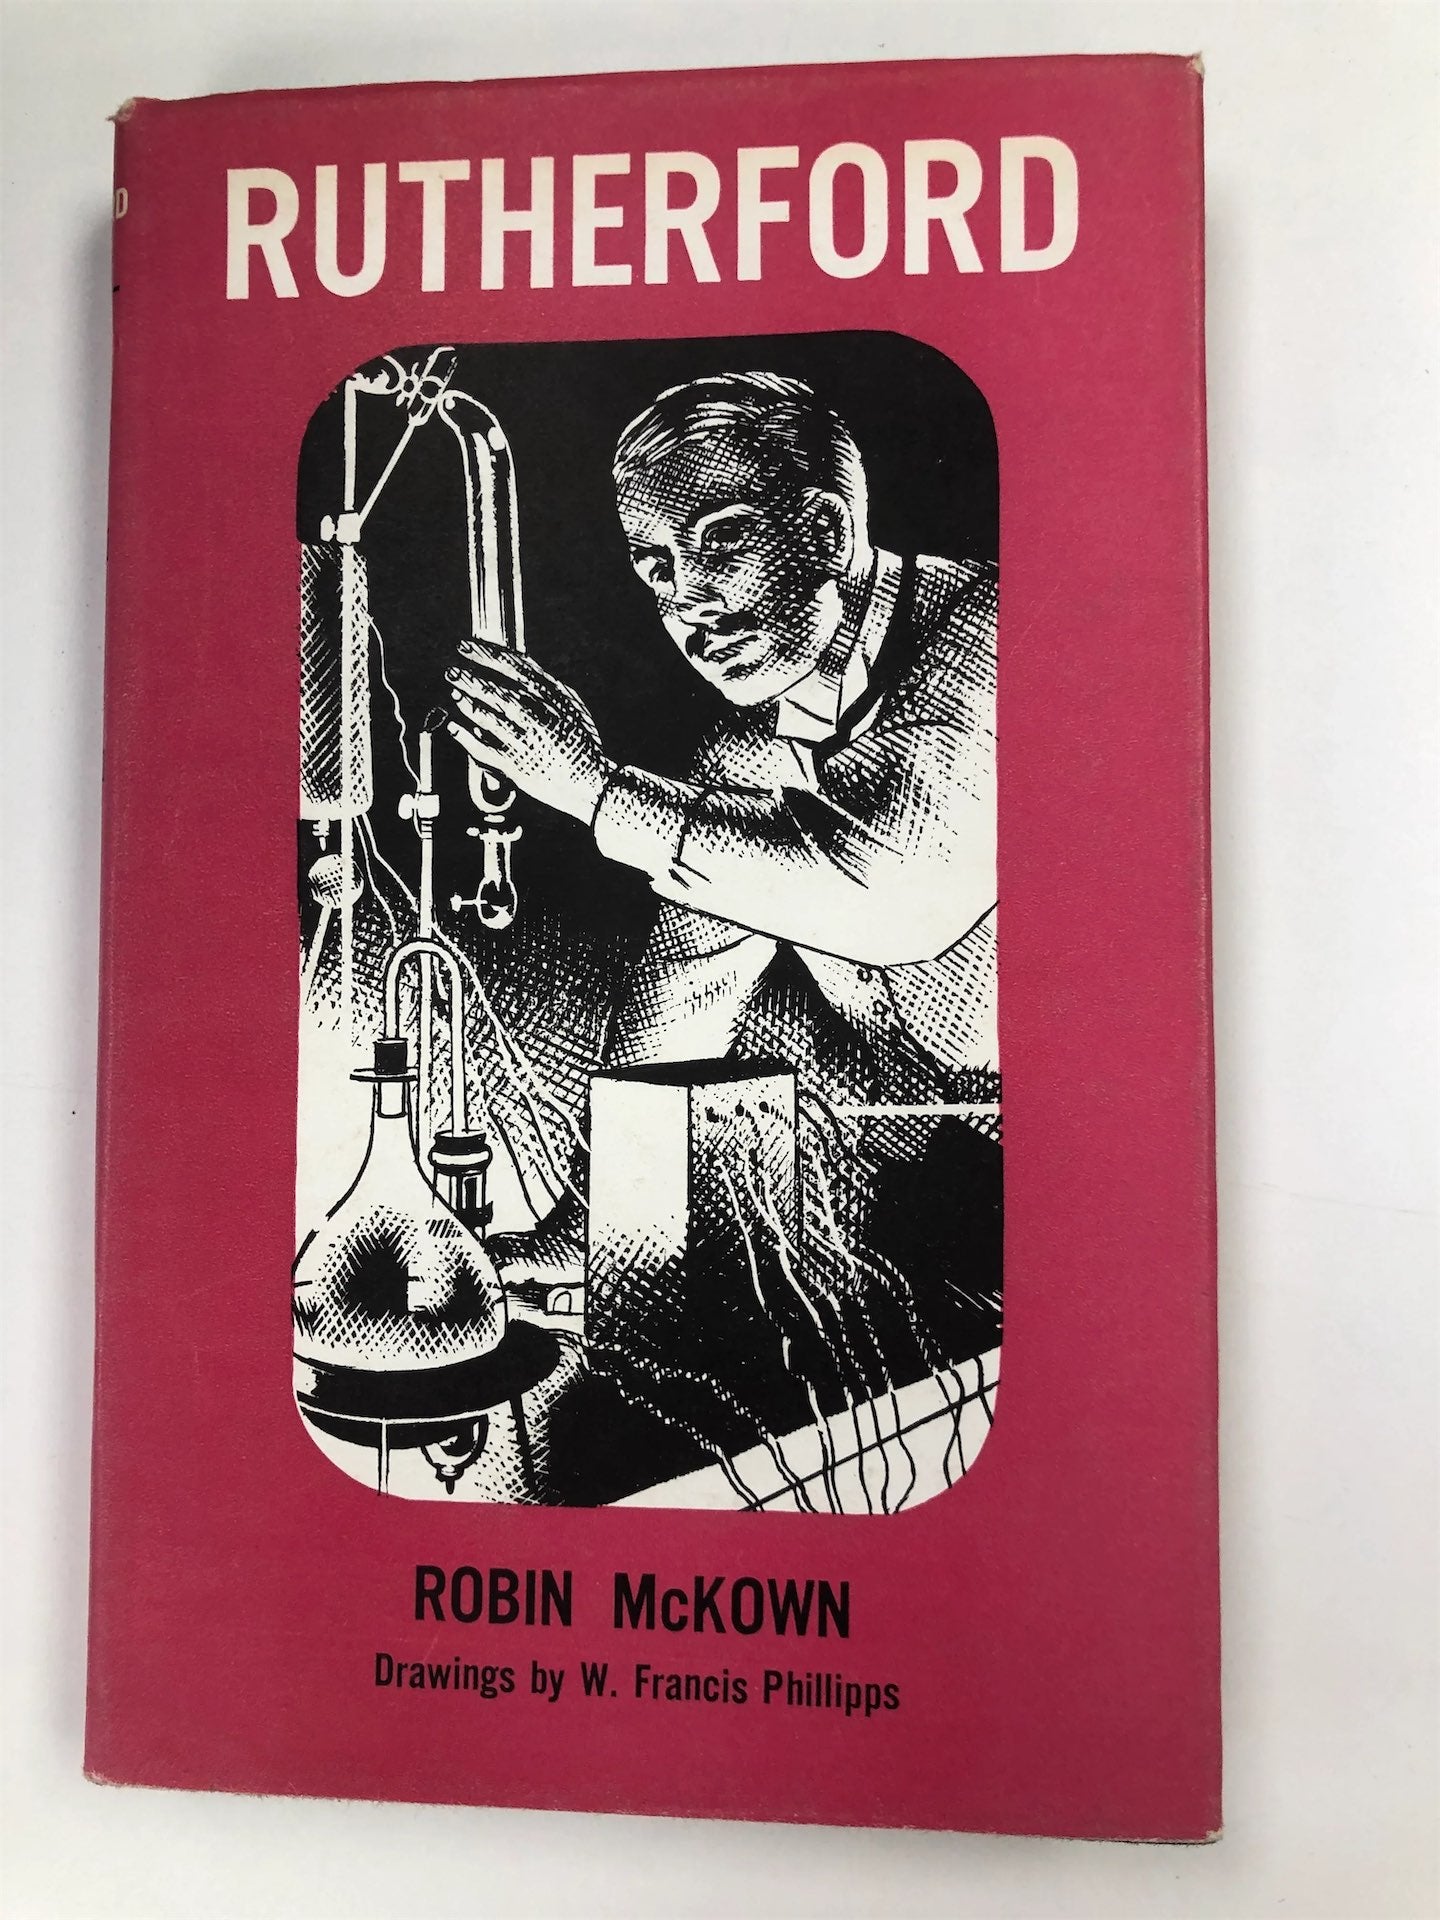 RUTHERFORD
D
ROBIN McKOWN
Drawings by W. Francis Phillipps